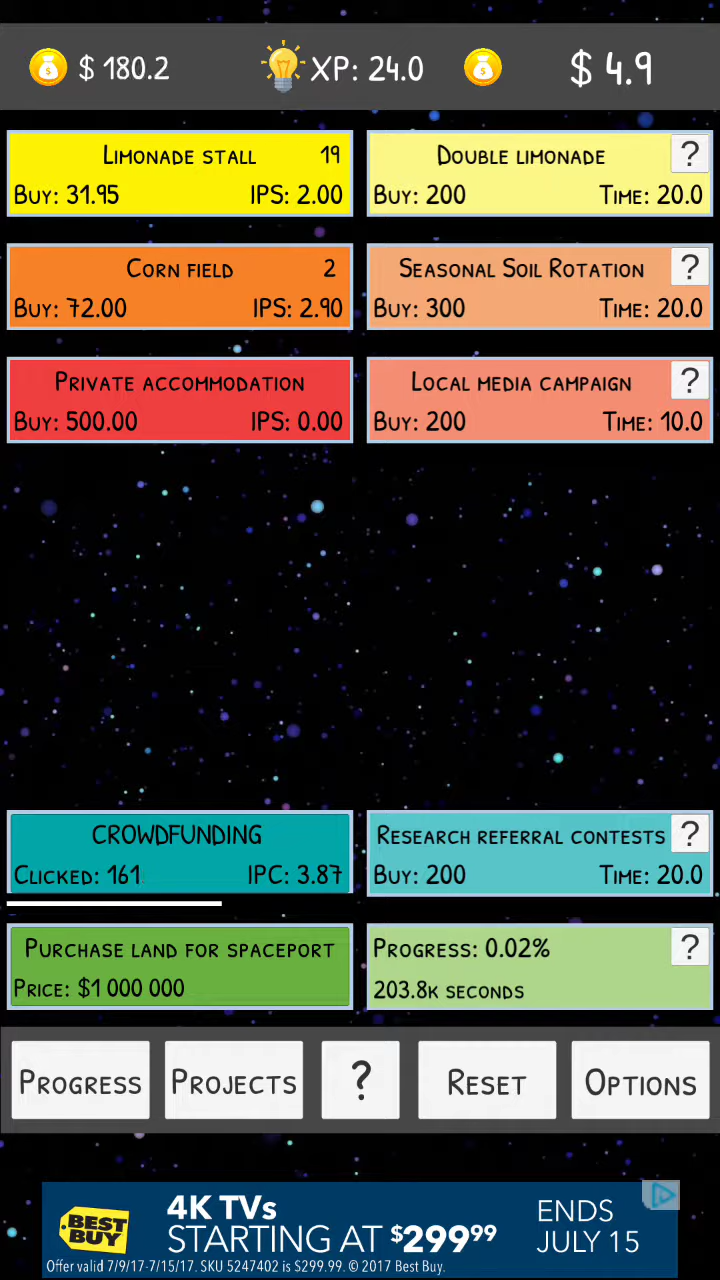 $ 180.2 XP: 24.0 $ 4.9
Limonade stall 19
Buy: 31.95 IPS: 2.00
Double limonade ?
Buy: 200 Time: 20.0
Corn field 2
Buy: 72.00 IPS: 2.90
Seasonal Soil Rotation ?
Buy: 300 Time: 20.0
Private accommodation
Buy: 500.00 IPS: 0.00
Local media campaign ?
Buy: 200 Time: 10.0
CROWDFUNDING
Clicked: 161 IPC: 3.87
Research referral contests ?
Buy: 200 Time: 20.0
Purchase land for spaceport
Price: $1 000 000
Progress: 0.02% ?
203.8k seconds
Progress Projects ? Reset Options
BEST BUY
4K TVs
STARTING AT $299⁹⁹
ENDS
JULY 15
Offer valid 7/9/17-7/15/17. SKU 5247402 is $299.99. © 2017 Best Buy.